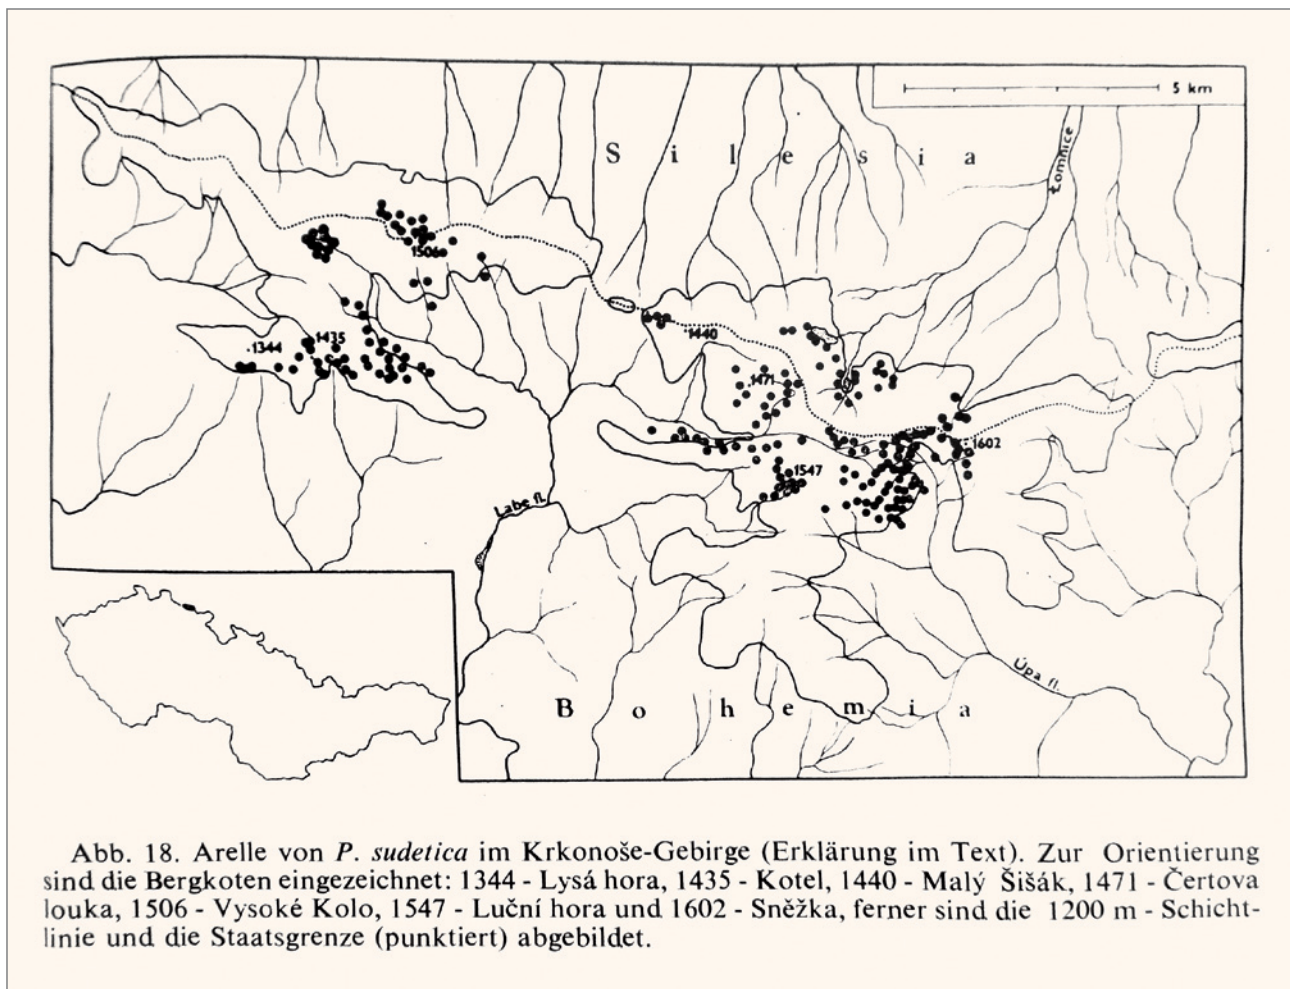 5 km
S i l e s i a
Łomnice
1506
1344
1435
1440
1471
1602
1547
Labe fl.
Úpa fl.
B o h e m i a
Abb. 18. Arelle von P. sudetica im Krkonoše-Gebirge (Erklärung im Text). Zur Orientierung
sind die Bergkoten eingezeichnet: 1344 - Lysá hora, 1435 - Kotel, 1440 - Malý Šišák, 1471 - Čertova
louka, 1506 - Vysoké Kolo, 1547 - Luční hora und 1602 - Sněžka, ferner sind die 1200 m - Schicht-
linie und die Staatsgrenze (punktiert) abgebildet.